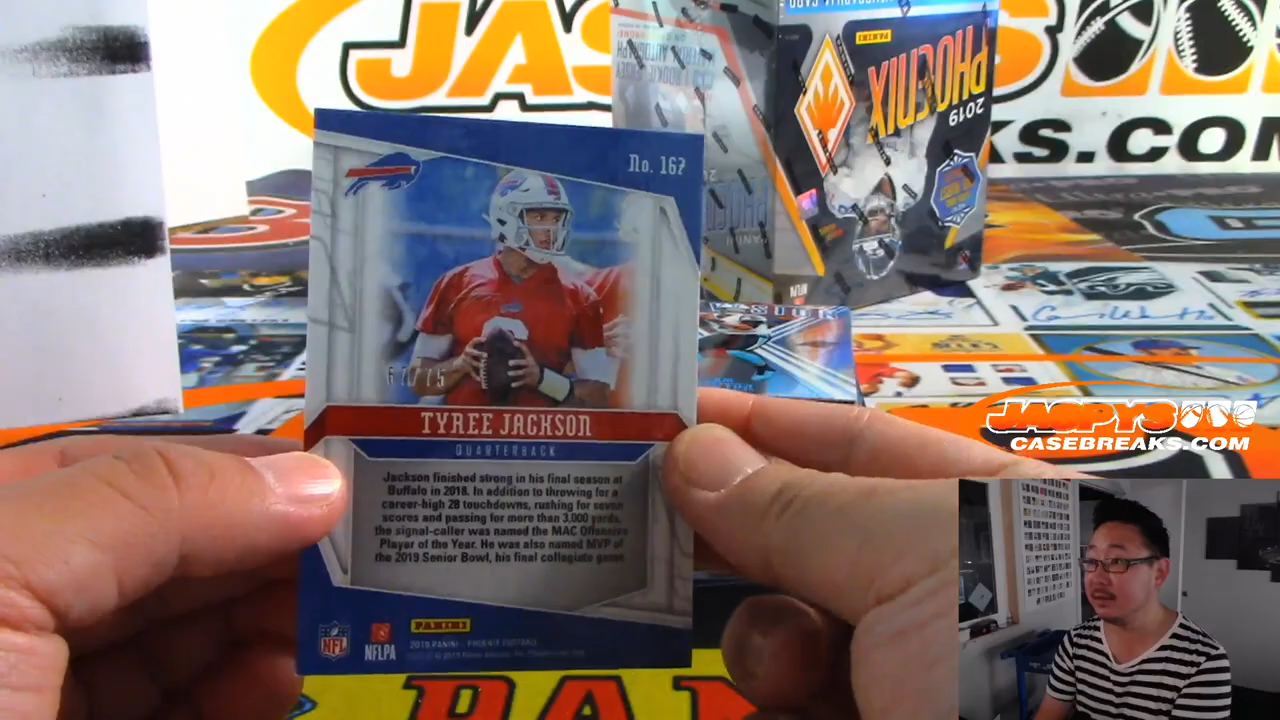 JAS
KS.COM
PHOENIX
2019
PANINI
No. 167
TYREE JACKSON
QUARTERBACK
Jackson finished strong in his final season at
Buffalo in 2018. In addition to throwing for a
career-high 28 touchdowns, rushing for seven
scores and passing for more than 3,000 yards,
the signal-caller was named the MAC Offensive
Player of the Year. He was also named MVP of
the 2019 Senior Bowl, his final collegiate game.
NFL
NFLPA
PANINI
2019 PANINI - PHOENIX FOOTBALL
JASPYS
CASEBREAKS.COM
PAN